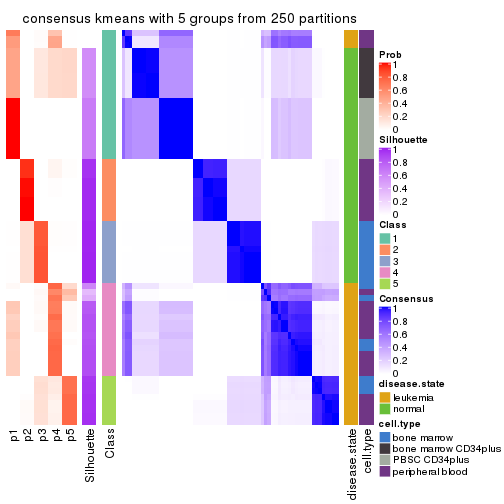 consensus kmeans with 5 groups from 250 partitions
Prob
1
0.8
0.6
0.4
0.2
0
Silhouette
1
0.8
0.6
0.4
0.2
0
Class
1
2
3
4
5
Consensus
1
0.8
0.6
0.4
0.2
0
disease.state
leukemia
normal
cell.type
bone marrow
bone marrow CD34plus
PBSC CD34plus
peripheral blood
p1
p2
p3
p4
p5
Silhouette
Class
disease.state
cell.type